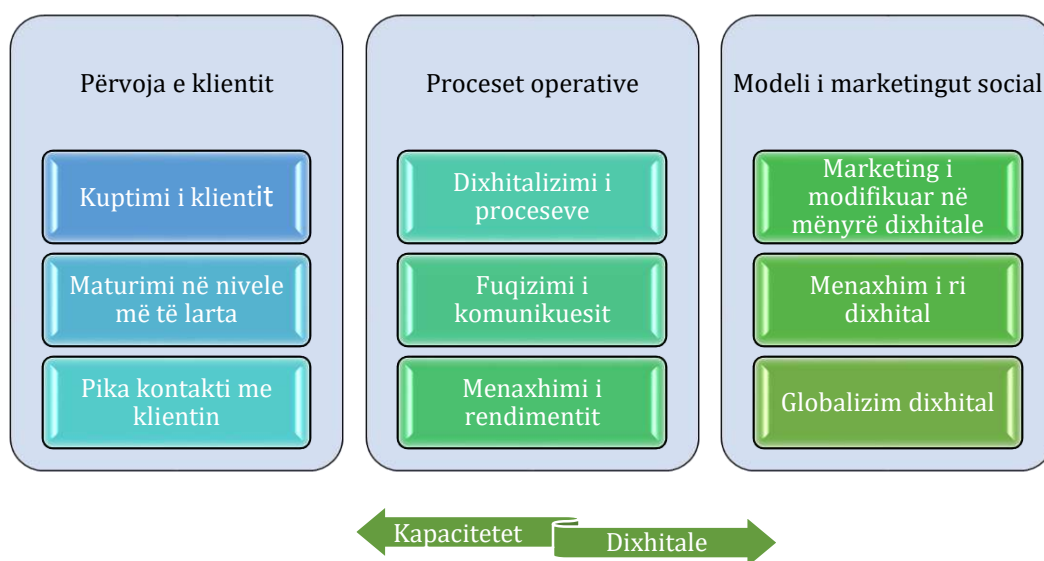 Përvoja e klientit
Kuptimi i klientit
Maturimi në nivele
më të larta
Pika kontakti me
klientin
Proceset operative
Dixhitalizimi i
proceseve
Fuqizimi i
komunikuesit
Menaxhimi i
rendimentit
Modeli i marketingut social
Marketing i
modifikuar në
mënyrë dixhitale
Menaxhim i ri
dixhital
Globalizim dixhital
Kapacitetet
Dixhitale